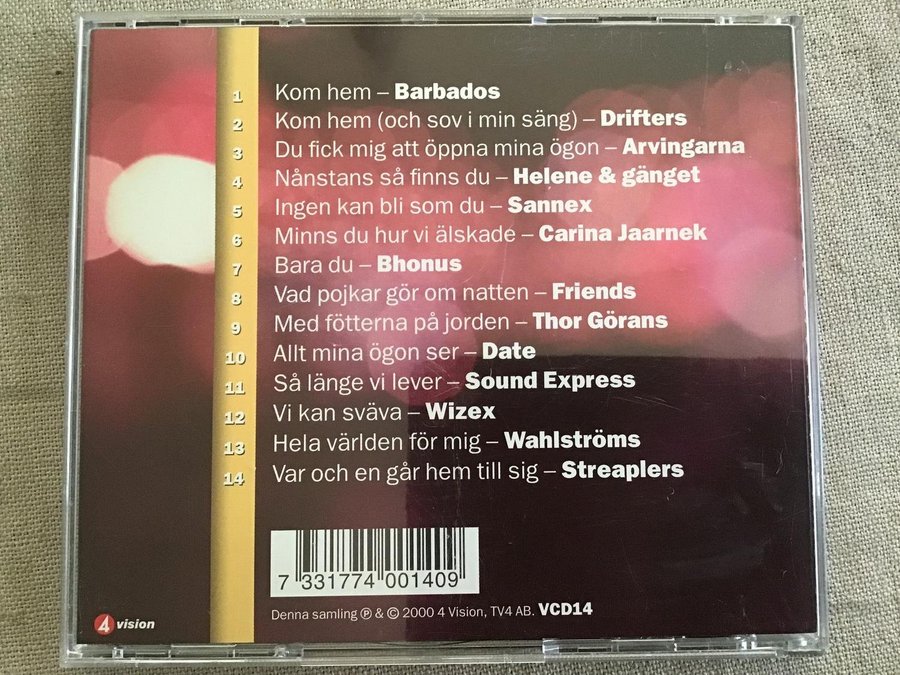 1 Kom hem – Barbados
2 Kom hem (och sov i min säng) – Drifters
3 Du fick mig att öppna mina ögon – Arvingarna
4 Nånstans så finns du – Helene & gänget
5 Ingen kan bli som du – Sannex
6 Minns du hur vi älskade – Carina Jaarnek
7 Bara du – Bhonus
8 Vad pojkar gör om natten – Friends
9 Med fötterna på jorden – Thor Görans
10 Allt mina ögon ser – Date
11 Så länge vi lever – Sound Express
12 Vi kan sväva – Wizex
13 Hela världen för mig – Wahlströms
14 Var och en går hem till sig – Streaplers
7 331774 001409
Denna samling ℗ & © 2000 4 Vision, TV4 AB. VCD14
4 vision